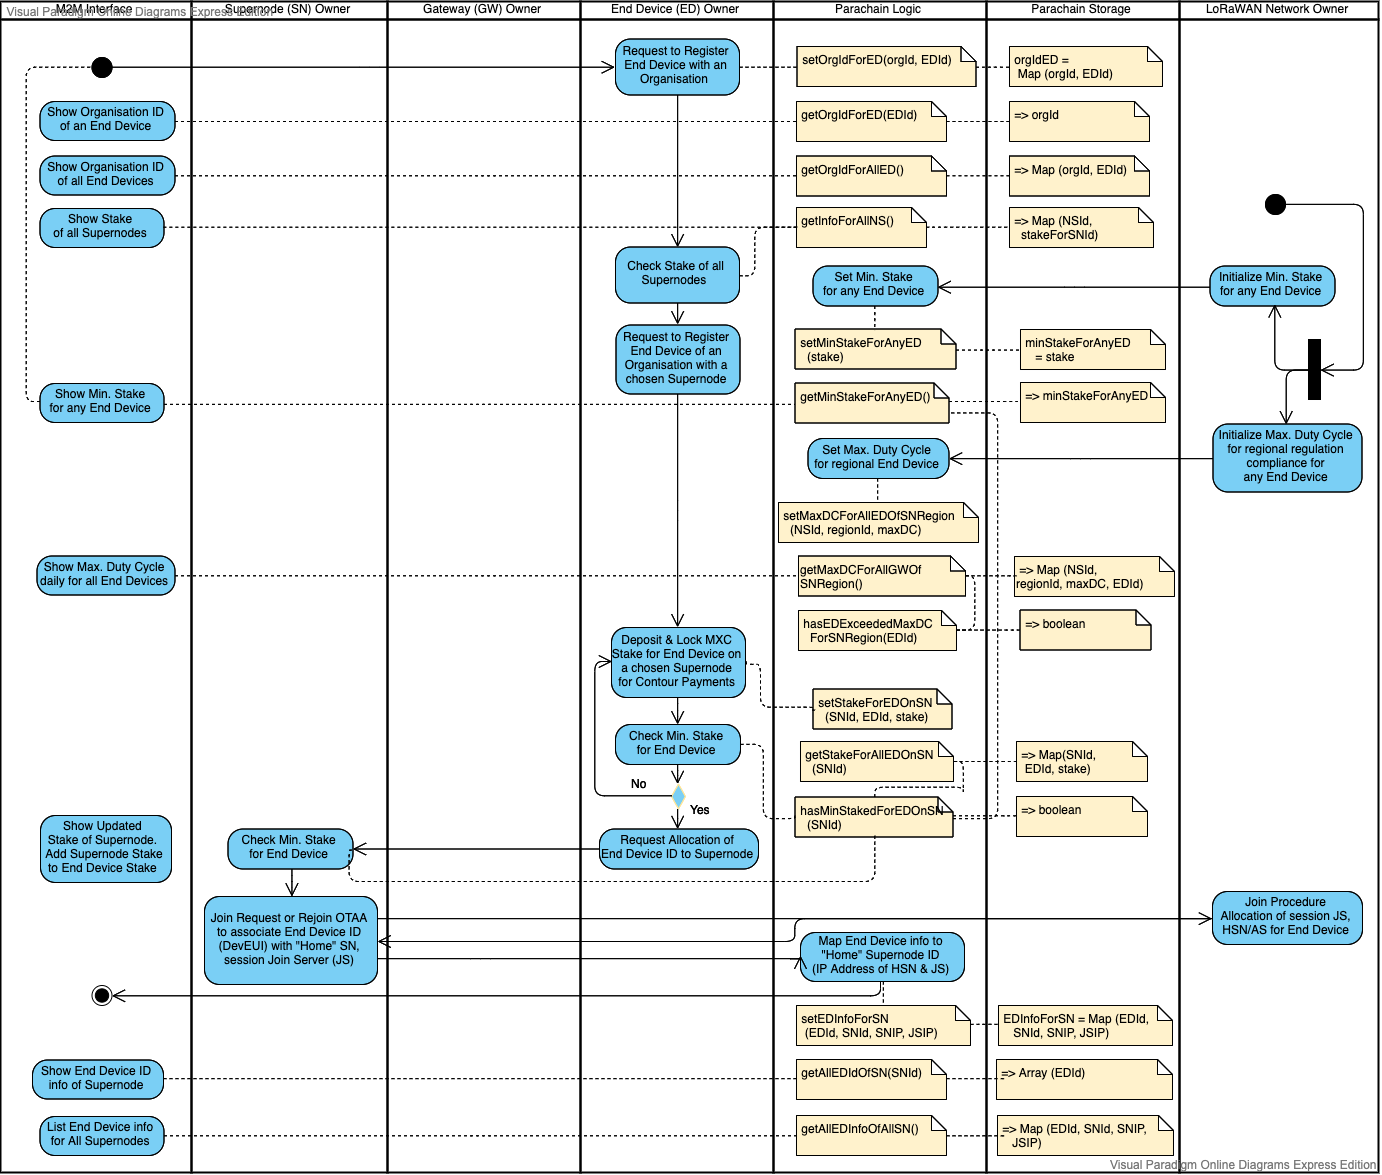 Visual Paradigm Online Diagrams Express Edition
M2M Interface
Supernode (SN) Owner
Gateway (GW) Owner
End Device (ED) Owner
Parachain Logic
Parachain Storage
LoRaWAN Network Owner
Request to Register
End Device with an
Organisation
setOrgIdForED(orgId, EDId)
orgIdED =
Map (orgId, EDId)
Show Organisation ID
of an End Device
getOrgIdForED(EDId)
=> orgId
Show Organisation ID
of all End Devices
getOrgIdForAllED()
=> Map (orgId, EDId)
Show Stake
of all Supernodes
getInfoForAllNS()
=> Map (NSId,
stakeForSNId)
Check Stake of all
Supernodes
Set Min. Stake
for any End Device
Initialize Min. Stake
for any End Device
Request to Register
End Device of an
Organisation with a
chosen Supernode
setMinStakeForAnyED
(stake)
minStakeForAnyED
= stake
Show Min. Stake
for any End Device
getMinStakeForAnyED()
=> minStakeForAnyED
Set Max. Duty Cycle
for regional End Device
Initialize Max. Duty Cycle
for regional regulation
compliance for
any End Device
setMaxDCForAllEDOfSNRegion
(NSId, regionId, maxDC)
Show Max. Duty Cycle
daily for all End Devices
getMaxDCForAllGWOf
SNRegion()
=> Map (NSId,
regionId, maxDC, EDId)
hasEDExceededMaxDC
ForSNRegion(EDId)
=> boolean
Deposit & Lock MXC
Stake for End Device on
a chosen Supernode
for Contour Payments
setStakeForEDOnSN
(SNId, EDId, stake)
Check Min. Stake
for End Device
getStakeForAllEDOnSN
(SNId)
=> Map(SNId,
EDId, stake)
No
Yes
hasMinStakedForEDOnSN
(SNId)
=> boolean
Show Updated
Stake of Supernode.
Add Supernode Stake
to End Device Stake
Check Min. Stake
for End Device
Request Allocation of
End Device ID to Supernode
Join Request or Rejoin OTAA
to associate End Device ID
(DevEUI) with "Home" SN,
session Join Server (JS)
Join Procedure
Allocation of session JS,
HSN/AS for End Device
Map End Device info to
"Home" Supernode ID
(IP Address of HSN & JS)
setEDInfoForSN
(EDId, SNId, SNIP, JSIP)
EDInfoForSN = Map (EDId,
SNId, SNIP, JSIP)
Show End Device ID
info of Supernode
getAllEDIdOfSN(SNId)
=> Array (EDId)
List End Device info
for All Supernodes
getAllEDInfoOfAllSN()
=> Map (EDId, SNId, SNIP,
JSIP)
Visual Paradigm Online Diagrams Express Edition